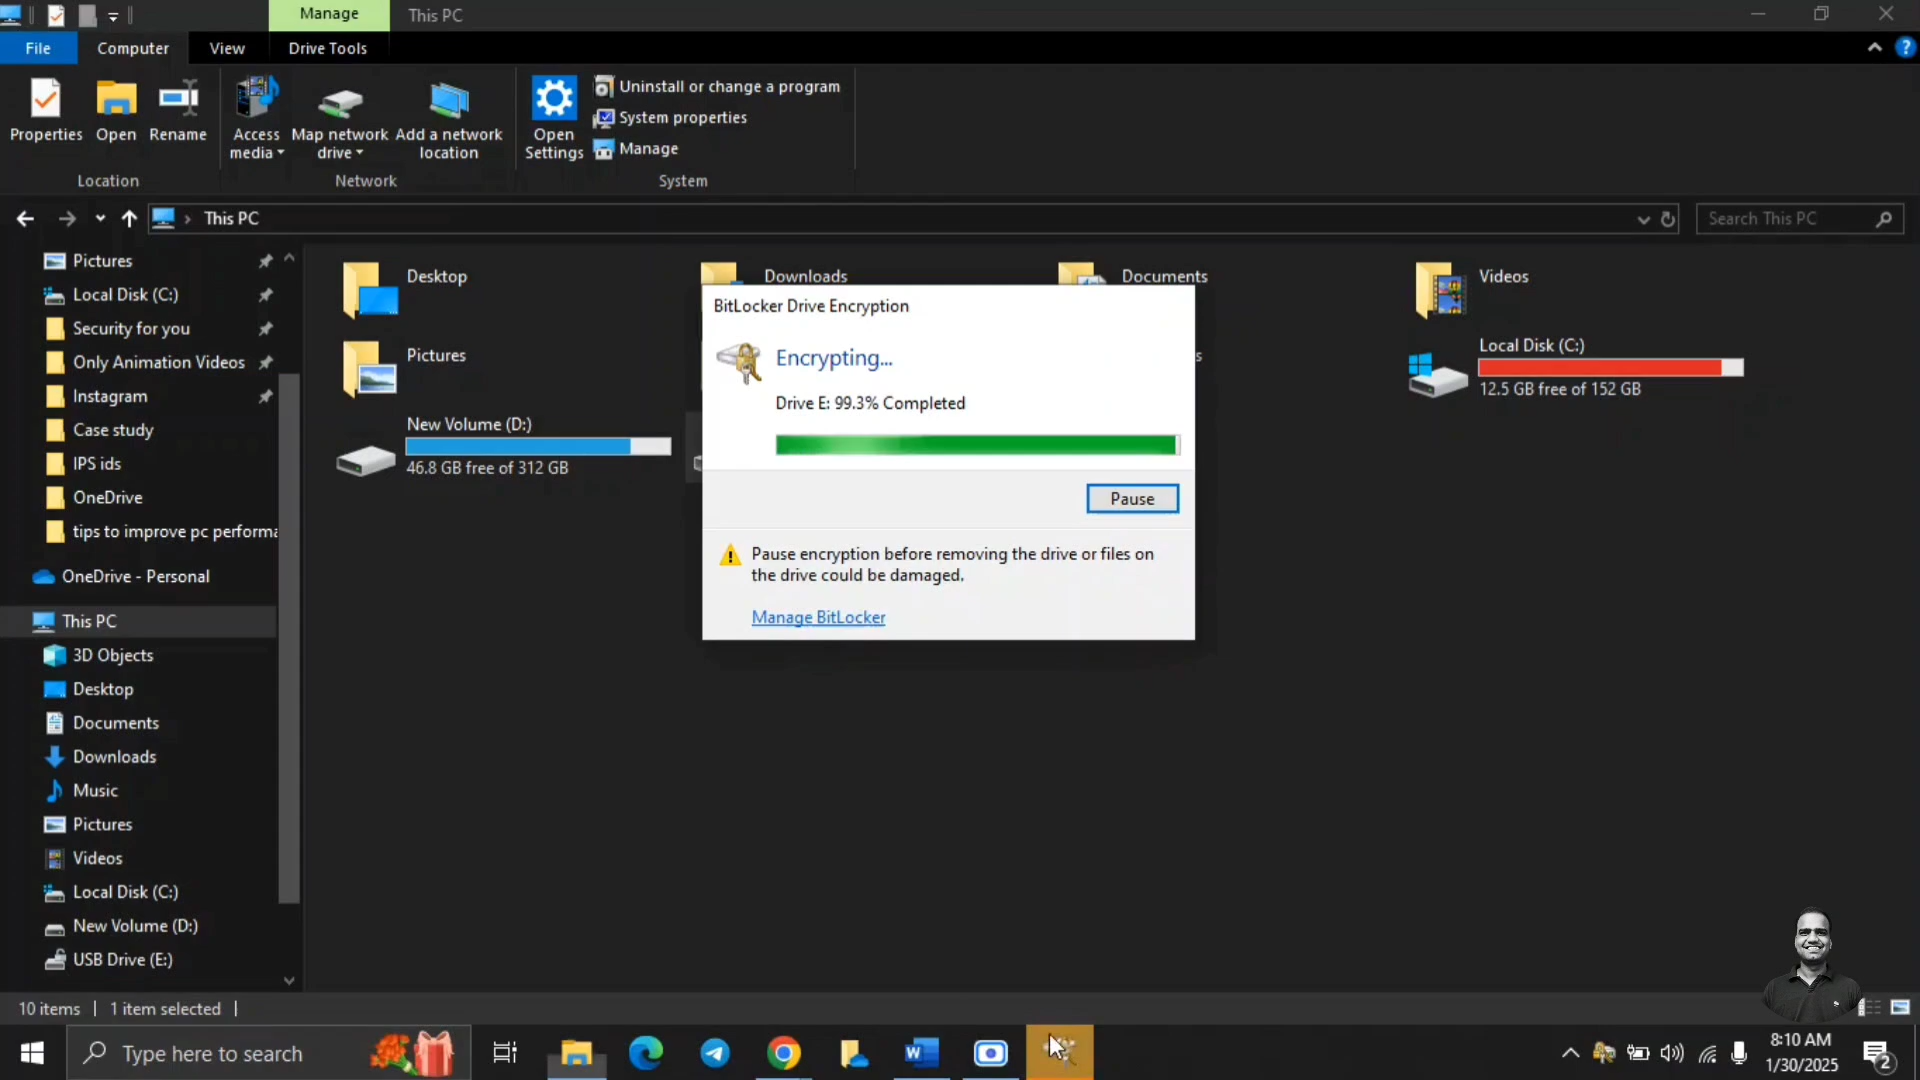 Manage
This PC
File
Computer
View
Drive Tools
Properties
Open
Rename
Access media
Map network drive
Add a network location
Open Settings
Uninstall or change a program
System properties
Manage
Location
Network
System
This PC
Search This PC
Pictures
Local Disk (C:)
Security for you
Only Animation Videos
Instagram
Case study
IPS ids
OneDrive
tips to improve pc performa
OneDrive - Personal
This PC
3D Objects
Desktop
Documents
Downloads
Music
Pictures
Videos
Local Disk (C:)
New Volume (D:)
USB Drive (E:)
Desktop
Downloads
Documents
Videos
Pictures
Local Disk (C:)
12.5 GB free of 152 GB
New Volume (D:)
46.8 GB free of 312 GB
BitLocker Drive Encryption
Encrypting...
Drive E: 99.3% Completed
Pause
Pause encryption before removing the drive or files on
the drive could be damaged.
Manage BitLocker
10 items
1 item selected
Type here to search
8:10 AM
1/30/2025
2